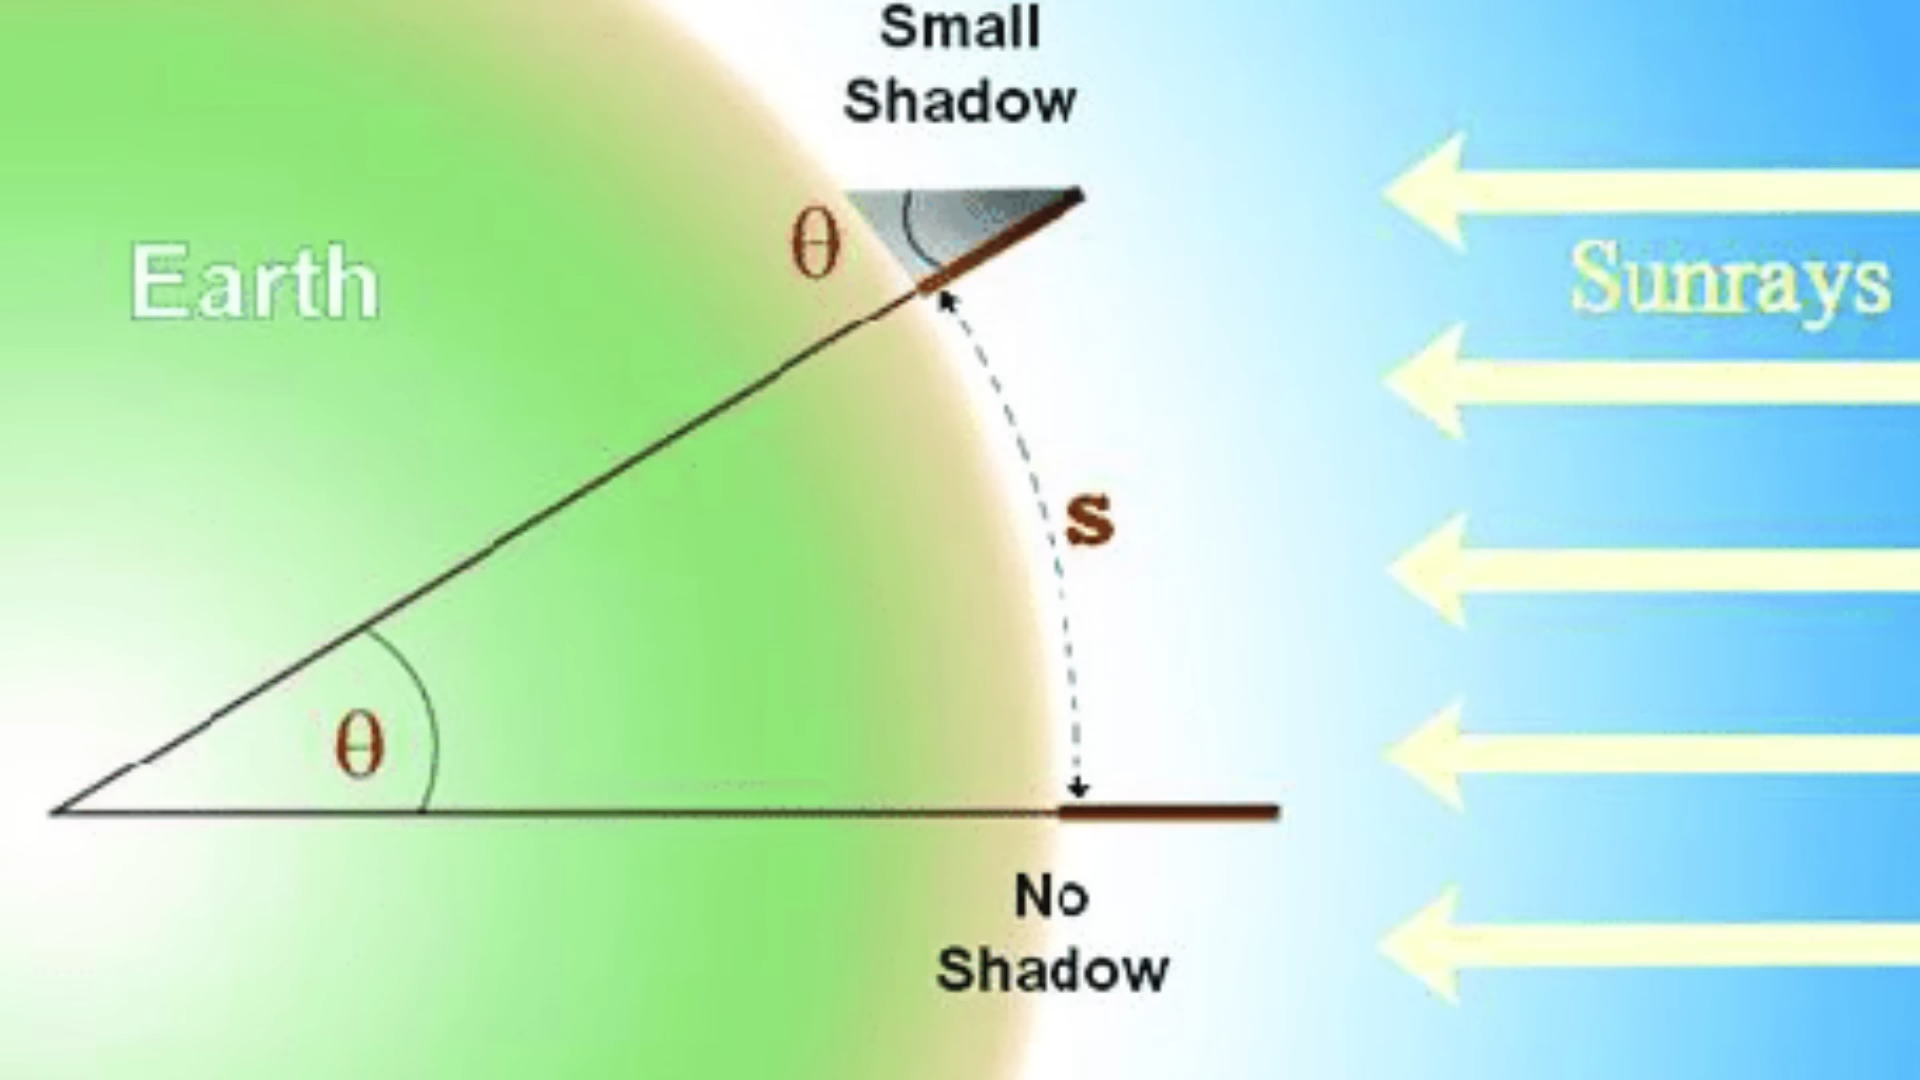 Small
Shadow
θ
Earth
Sunrays
s
θ
No
Shadow